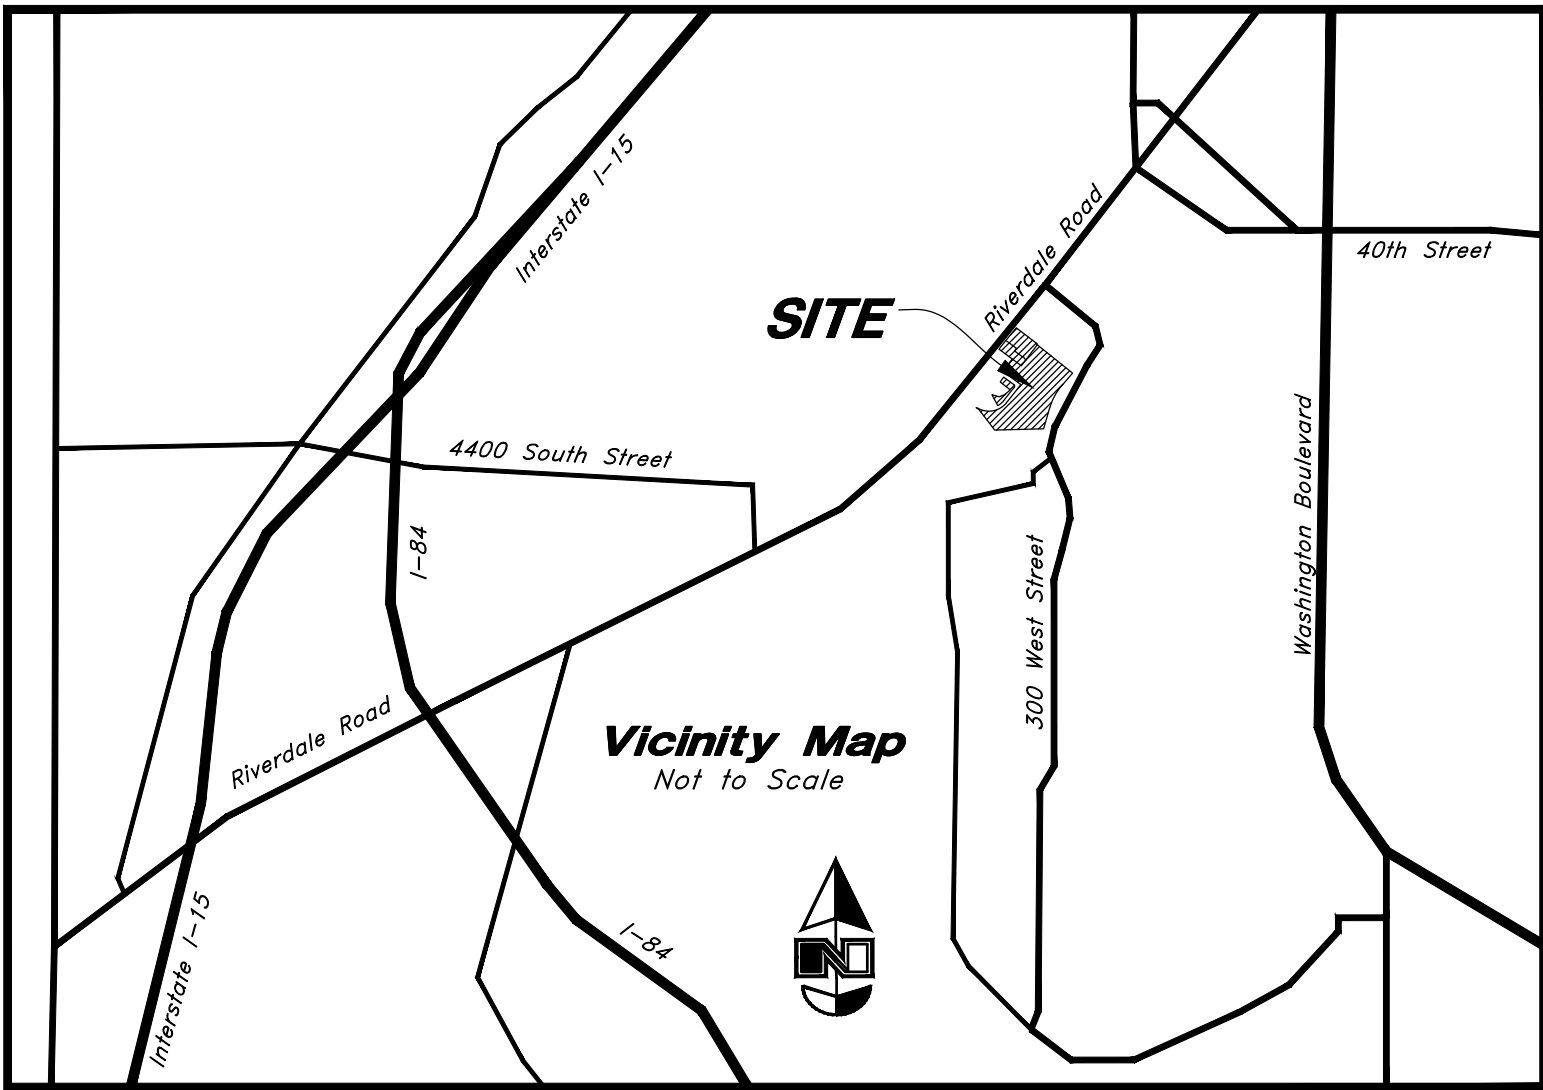 Interstate I-15
Riverdale Road
40th Street
SITE
4400 South Street
Washington Boulevard
I-84
300 West Street
Riverdale Road
Vicinity Map
Not to Scale
Interstate I-15
I-84
N